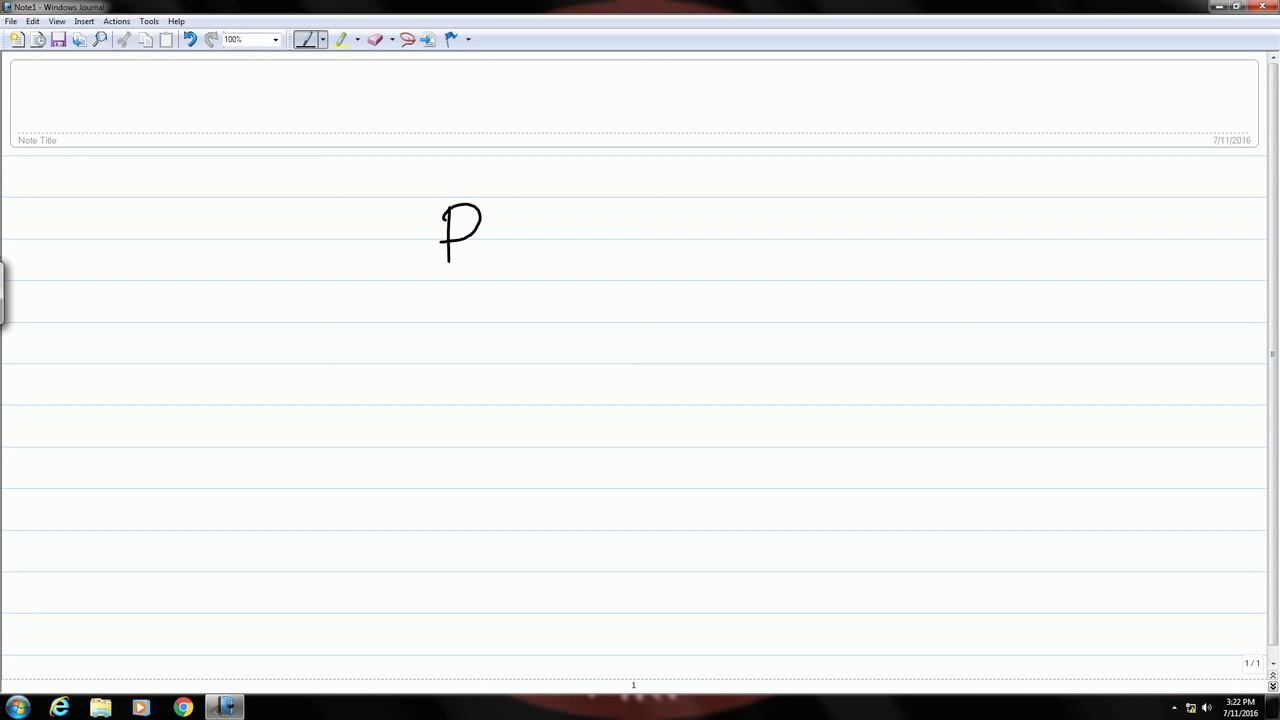 Note1 - Windows Journal
File Edit View Insert Actions Tools Help
100%
Note Title 7/11/2016
P
1 / 1
1
3:22 PM
7/11/2016